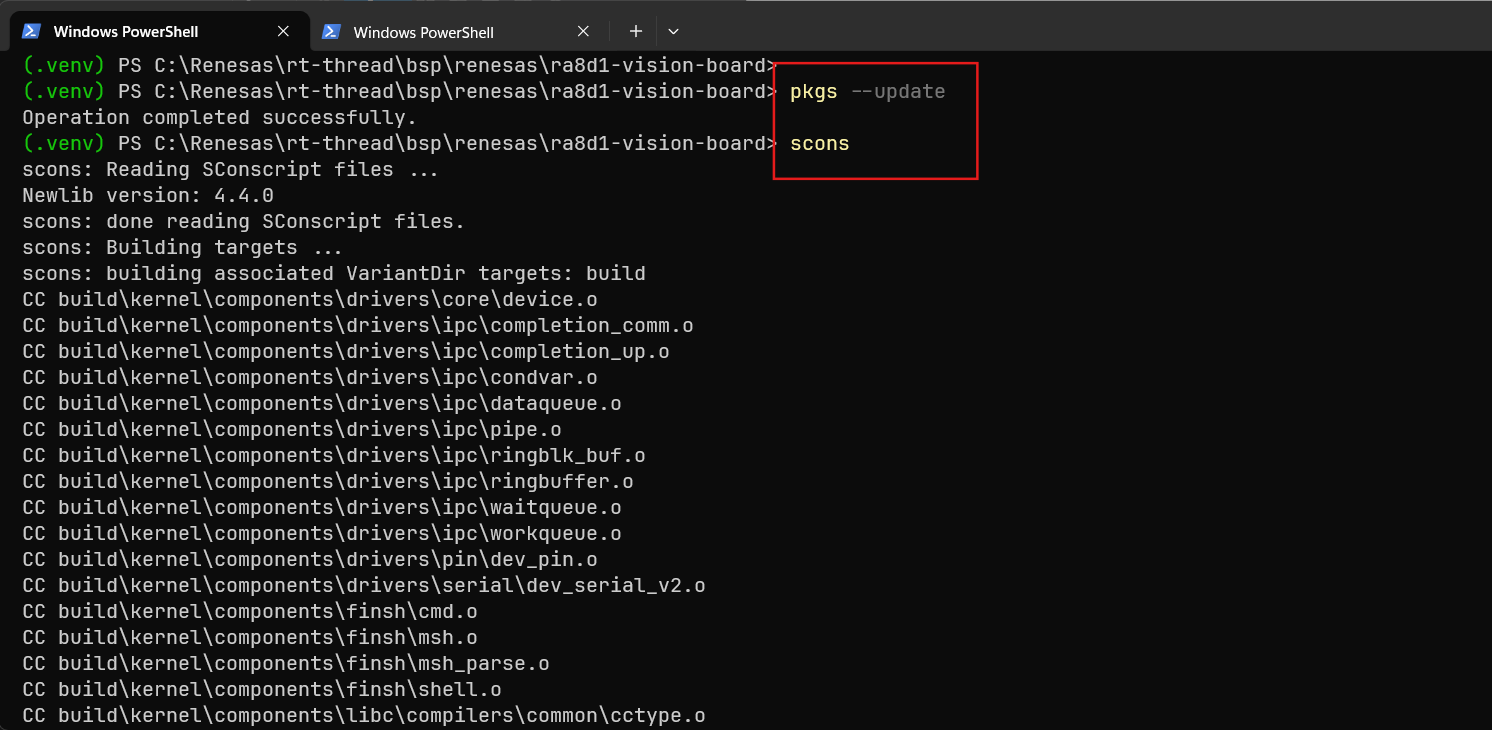 Windows PowerShell
Windows PowerShell
(.venv) PS C:\Renesas\rt-thread\bsp\renesas\ra8d1-vision-board>
(.venv) PS C:\Renesas\rt-thread\bsp\renesas\ra8d1-vision-board> pkgs --update
Operation completed successfully.
(.venv) PS C:\Renesas\rt-thread\bsp\renesas\ra8d1-vision-board> scons
scons: Reading SConscript files ...
Newlib version: 4.4.0
scons: done reading SConscript files.
scons: Building targets ...
scons: building associated VariantDir targets: build
CC build\kernel\components\drivers\core\device.o
CC build\kernel\components\drivers\ipc\completion_comm.o
CC build\kernel\components\drivers\ipc\completion_up.o
CC build\kernel\components\drivers\ipc\condvar.o
CC build\kernel\components\drivers\ipc\dataqueue.o
CC build\kernel\components\drivers\ipc\pipe.o
CC build\kernel\components\drivers\ipc\ringblk_buf.o
CC build\kernel\components\drivers\ipc\ringbuffer.o
CC build\kernel\components\drivers\ipc\waitqueue.o
CC build\kernel\components\drivers\ipc\workqueue.o
CC build\kernel\components\drivers\pin\dev_pin.o
CC build\kernel\components\drivers\serial\dev_serial_v2.o
CC build\kernel\components\finsh\cmd.o
CC build\kernel\components\finsh\msh.o
CC build\kernel\components\finsh\msh_parse.o
CC build\kernel\components\finsh\shell.o
CC build\kernel\components\libc\compilers\common\cctype.o